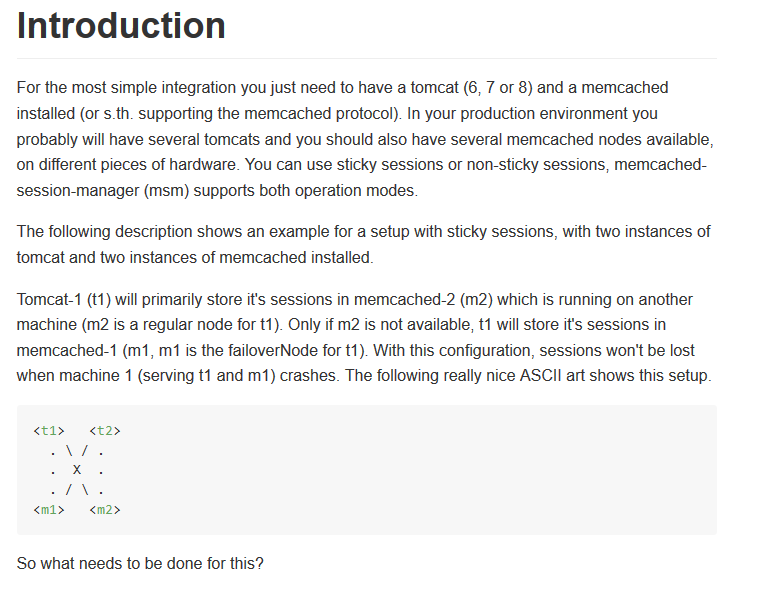 Introduction
For the most simple integration you just need to have a tomcat (6, 7 or 8) and a memcached
installed (or s.th. supporting the memcached protocol). In your production environment you
probably will have several tomcats and you should also have several memcached nodes available,
on different pieces of hardware. You can use sticky sessions or non-sticky sessions, memcached-
session-manager (msm) supports both operation modes.
The following description shows an example for a setup with sticky sessions, with two instances of
tomcat and two instances of memcached installed.
Tomcat-1 (t1) will primarily store it's sessions in memcached-2 (m2) which is running on another
machine (m2 is a regular node for t1). Only if m2 is not available, t1 will store it's sessions in
memcached-1 (m1, m1 is the failoverNode for t1). With this configuration, sessions won't be lost
when machine 1 (serving t1 and m1) crashes. The following really nice ASCII art shows this setup.
<t1>   <t2>
  . \ / .
  .  X  .
  . / \ .
<m1>   <m2>
So what needs to be done for this?